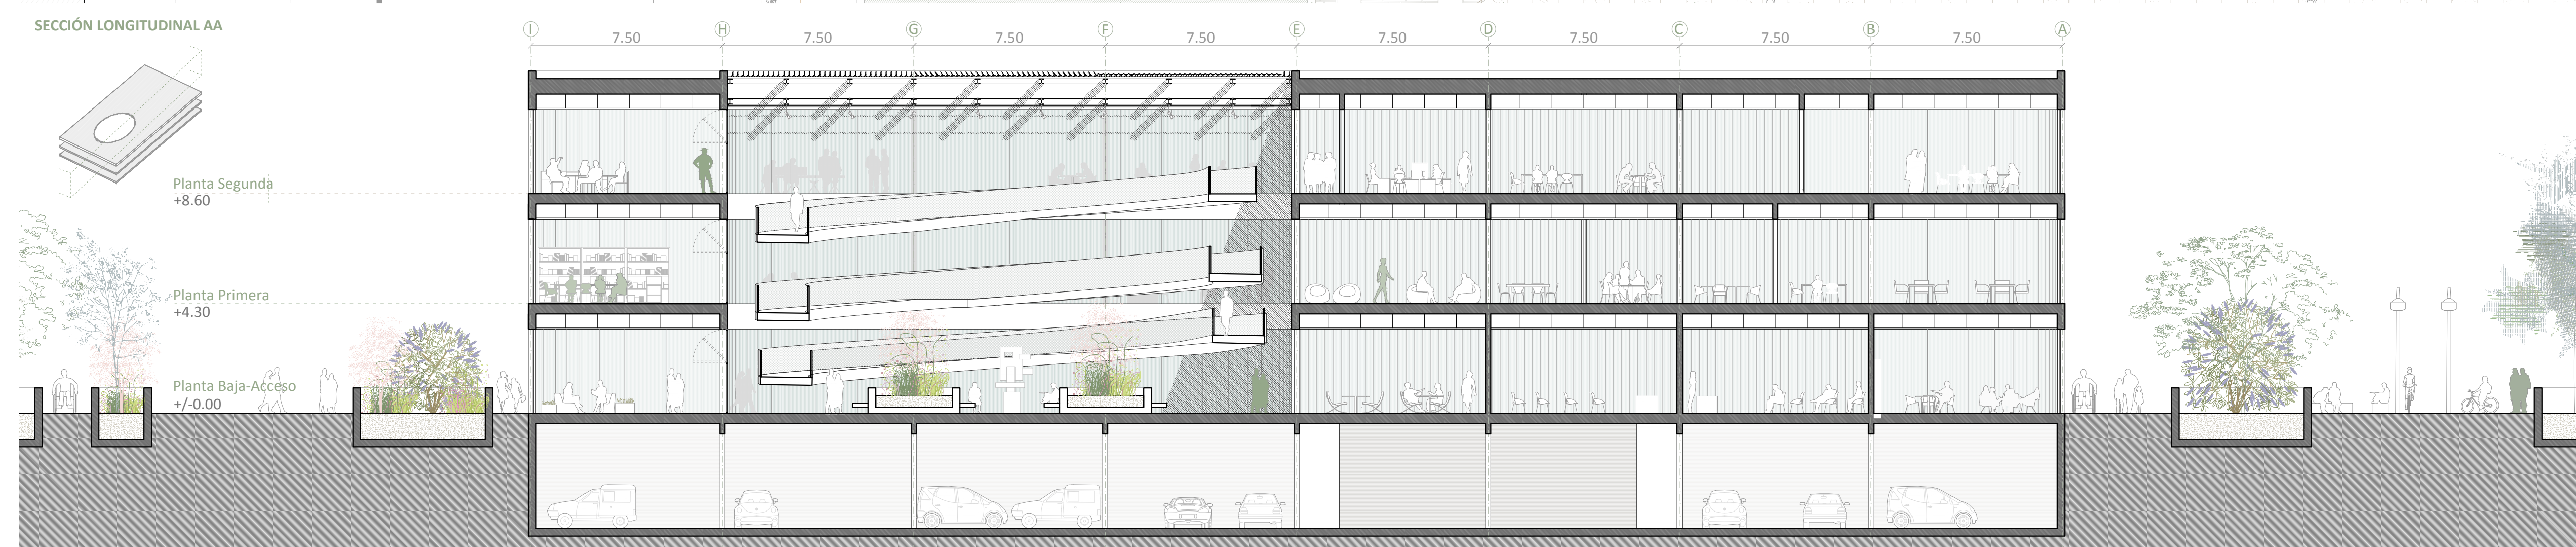 SECCIÓN LONGITUDINAL AA
I H G F E D C B A
7.50 7.50 7.50 7.50 7.50 7.50 7.50 7.50
Planta Segunda
+8.60
Planta Primera
+4.30
Planta Baja-Acceso
+/-0.00